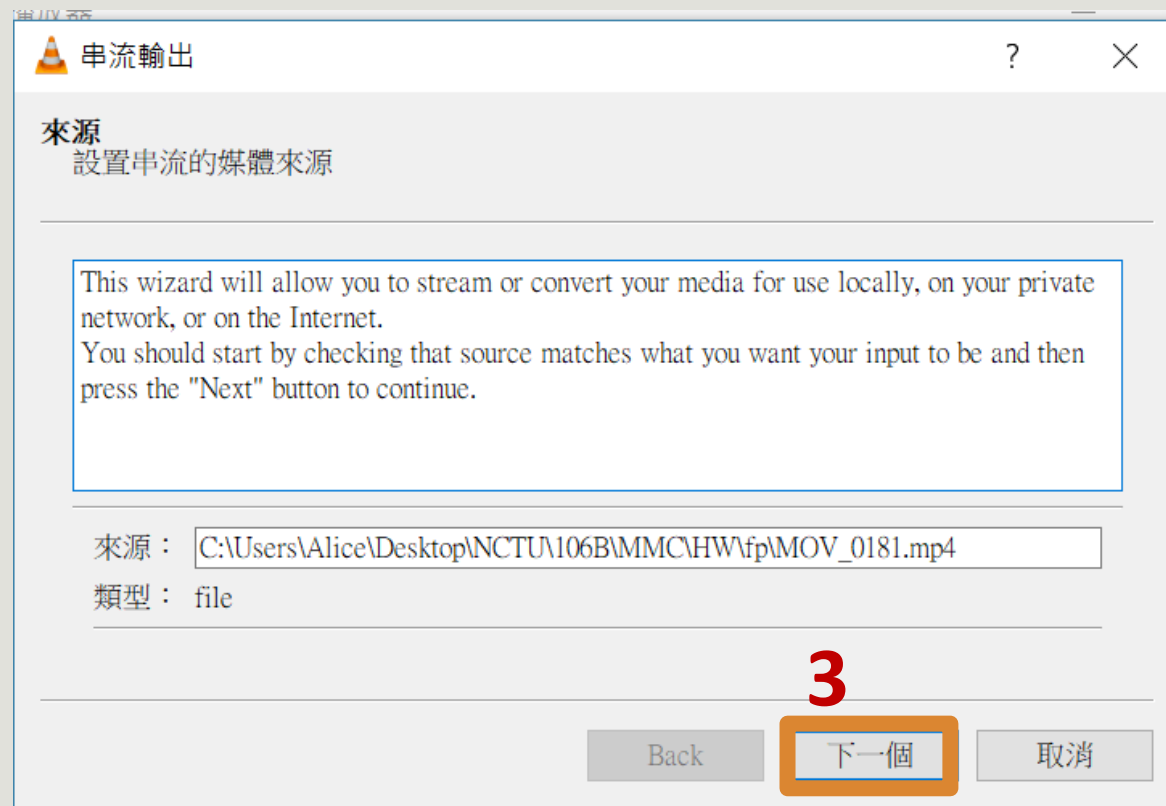 串流輸出
?
來源
設置串流的媒體來源
This wizard will allow you to stream or convert your media for use locally, on your private
network, or on the Internet.
You should start by checking that source matches what you want your input to be and then
press the "Next" button to continue.
來源： C:\Users\Alice\Desktop\NCTU\106B\MMC\HW\fp\MOV_0181.mp4
類型： file
3
Back 下一個 取消